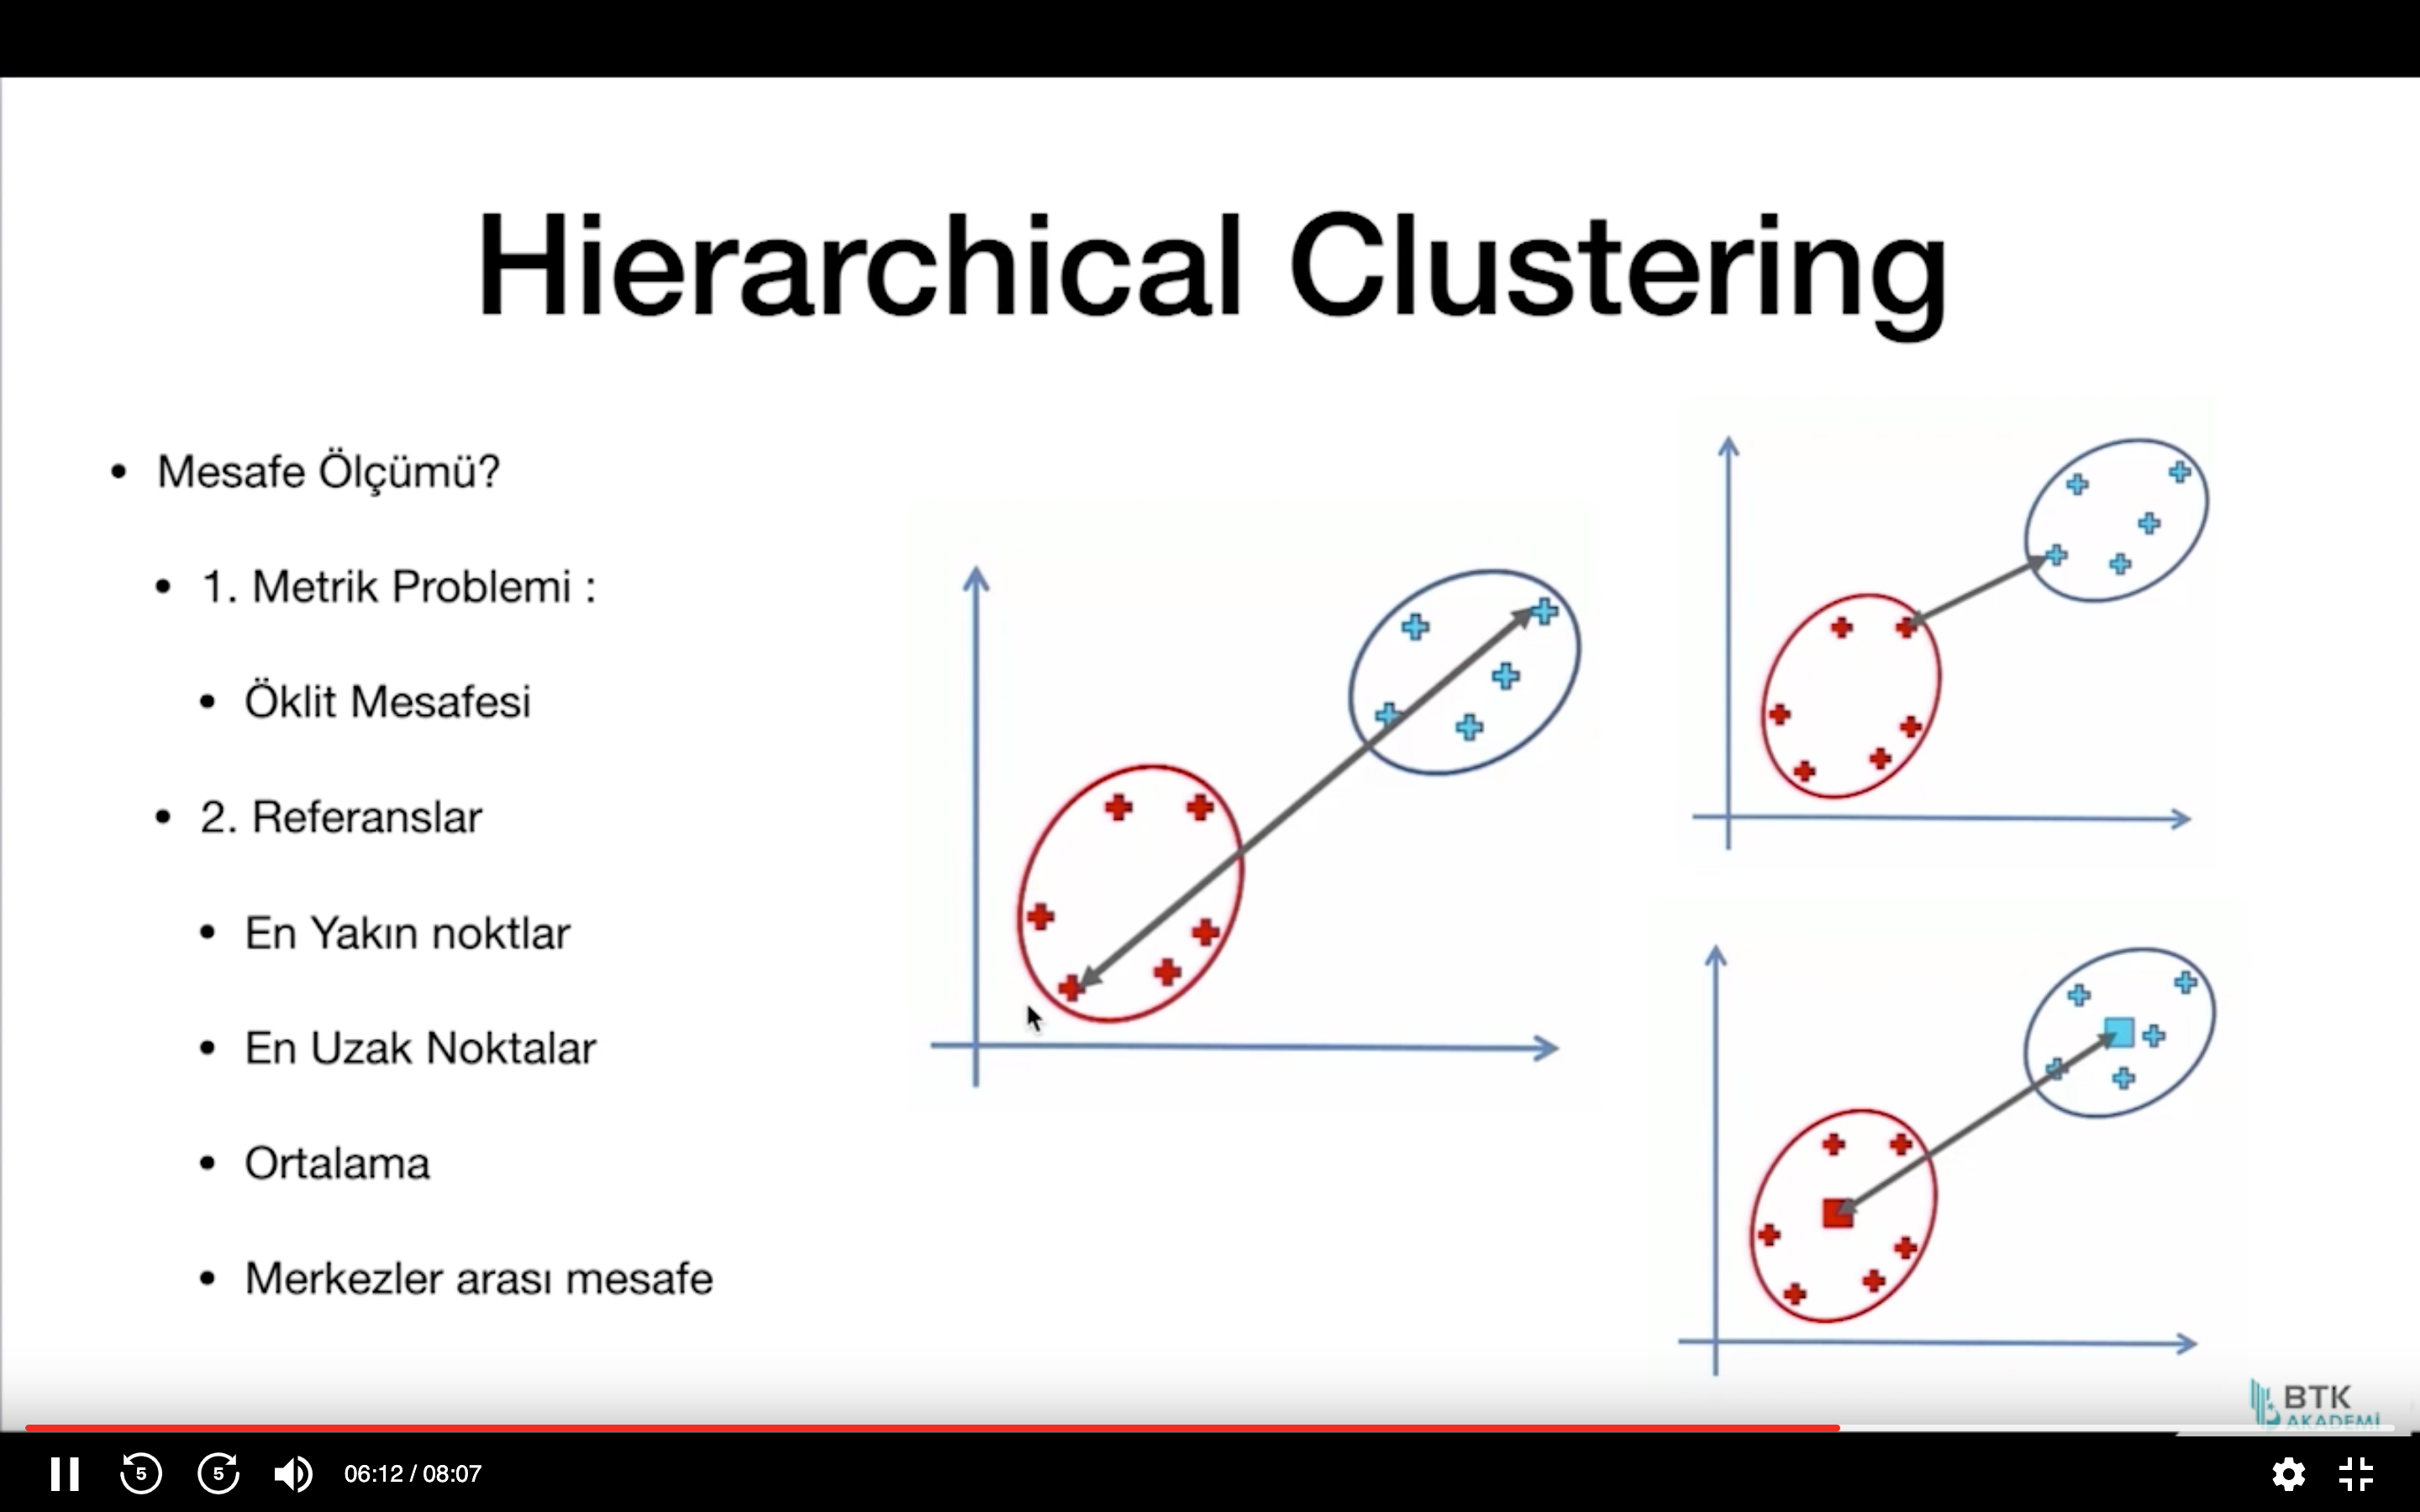 Hierarchical Clustering
• Mesafe Ölçümü?
• 1. Metrik Problemi :
• Öklit Mesafesi
• 2. Referanslar
• En Yakın noktlar
• En Uzak Noktalar
• Ortalama
• Merkezler arası mesafe
BTK
AKADEMİ
5
5
06:12 / 08:07